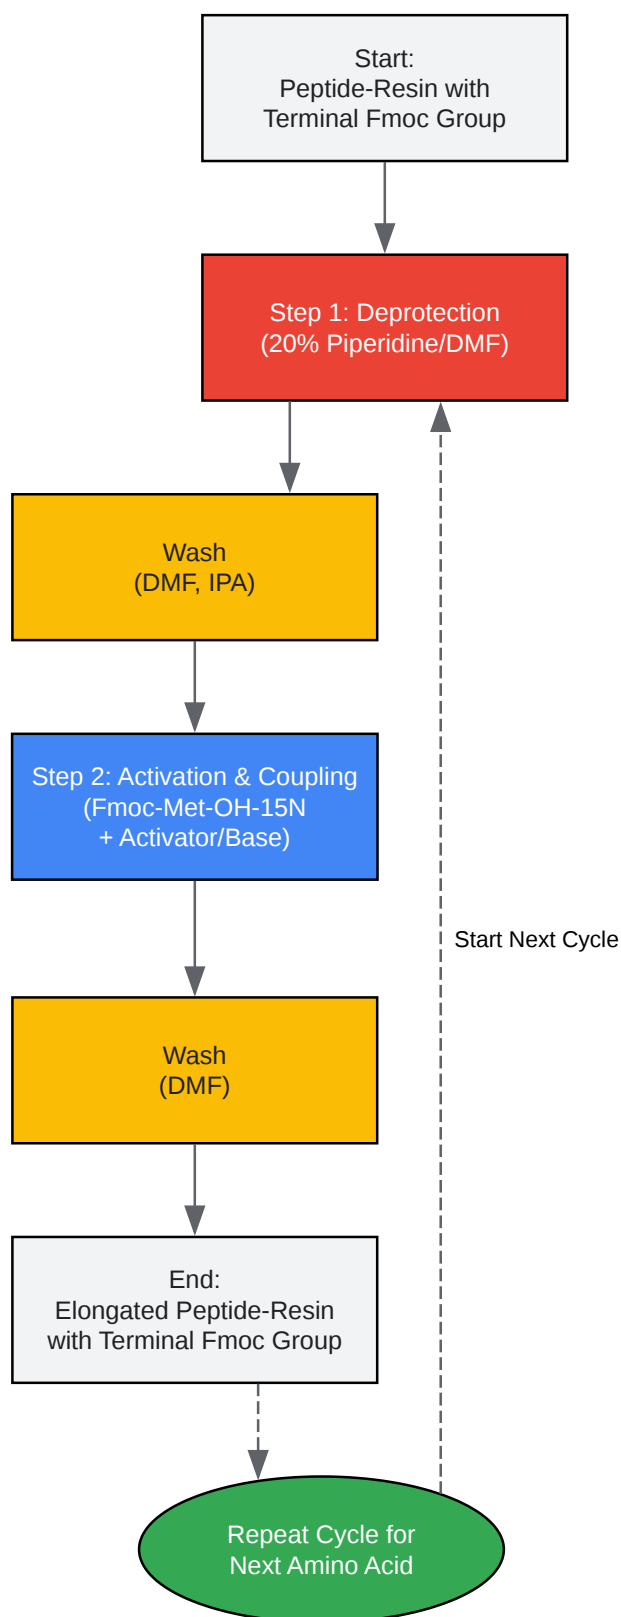 Start:
Peptide-Resin with
Terminal Fmoc Group
Step 1: Deprotection
(20% Piperidine/DMF)
Wash
(DMF, IPA)
Step 2: Activation & Coupling
(Fmoc-Met-OH-15N
+ Activator/Base)
Start Next Cycle
Wash
(DMF)
End:
Elongated Peptide-Resin
with Terminal Fmoc Group
Repeat Cycle for
Next Amino Acid